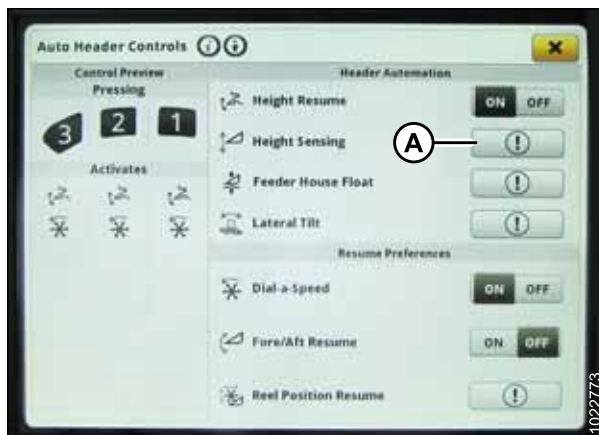 Auto Header Controls
Control Preview
Pressing
3 2 1
Activates
Header Automation
Height Resume ON OFF
Height Sensing
A
Feeder House Float
Lateral Tilt
Resume Preferences
Dial-a-Speed ON OFF
Fore/Aft Resume ON OFF
Reel Position Resume
1022773